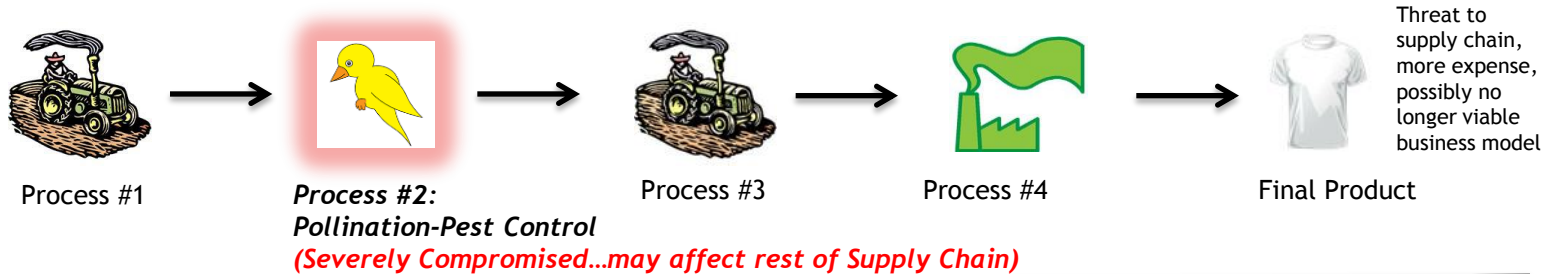 Threat to
supply chain,
more expense,
possibly no
longer viable
business model
Process #1
Process #2:
Pollination-Pest Control
(Severely Compromised…may affect rest of Supply Chain)
Process #3
Process #4
Final Product